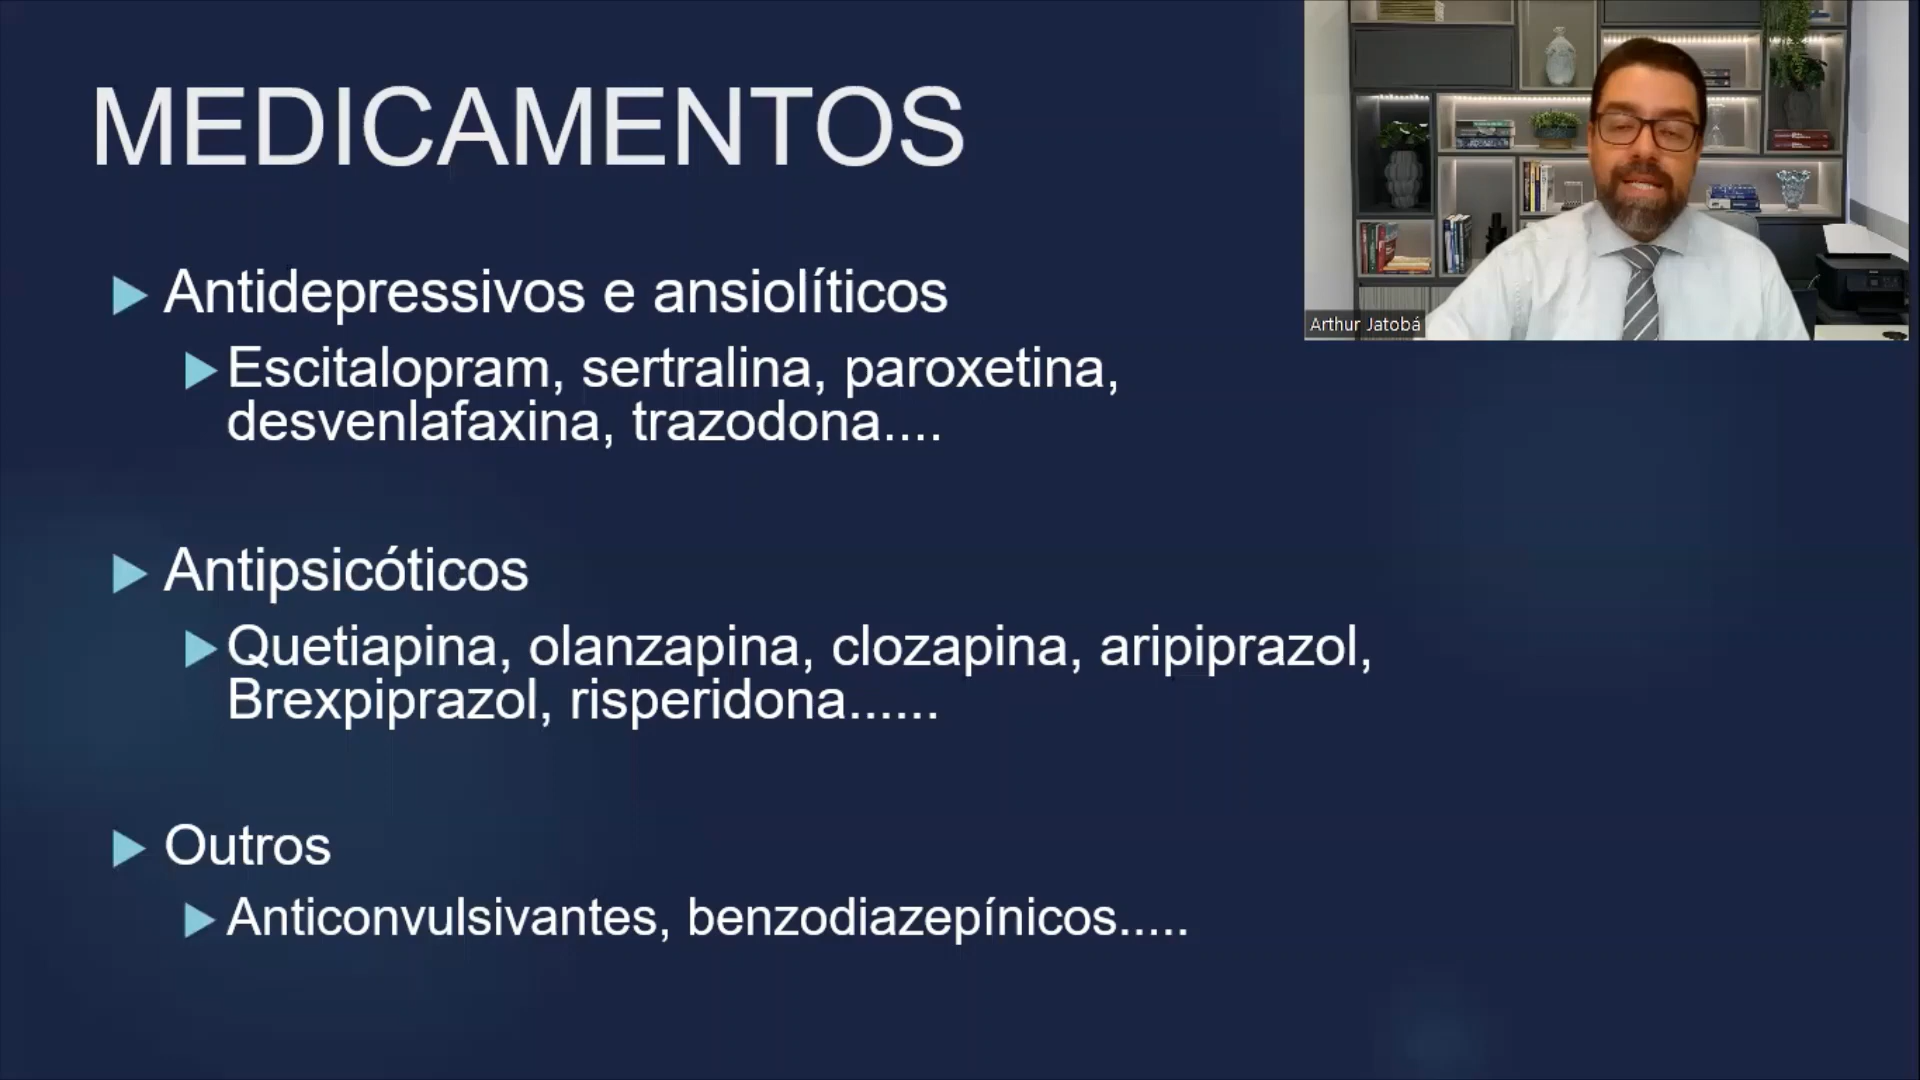 MEDICAMENTOS
Antidepressivos e ansiolíticos
Escitalopram, sertralina, paroxetina,
desvenlafaxina, trazodona....
Antipsicóticos
Quetiapina, olanzapina, clozapina, aripiprazol,
Brexpiprazol, risperidona......
Outros
Anticonvulsivantes, benzodiazepínicos.....
Arthur Jatobá